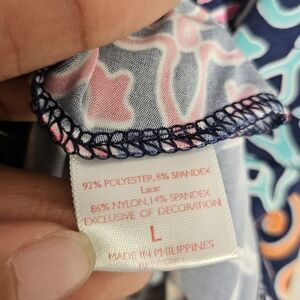 92% POLYESTER, 8% SPANDEX
Lace:
86% NYLON, 14% SPANDEX
EXCLUSIVE OF DECORATION
L
MADE IN PHILIPPINES